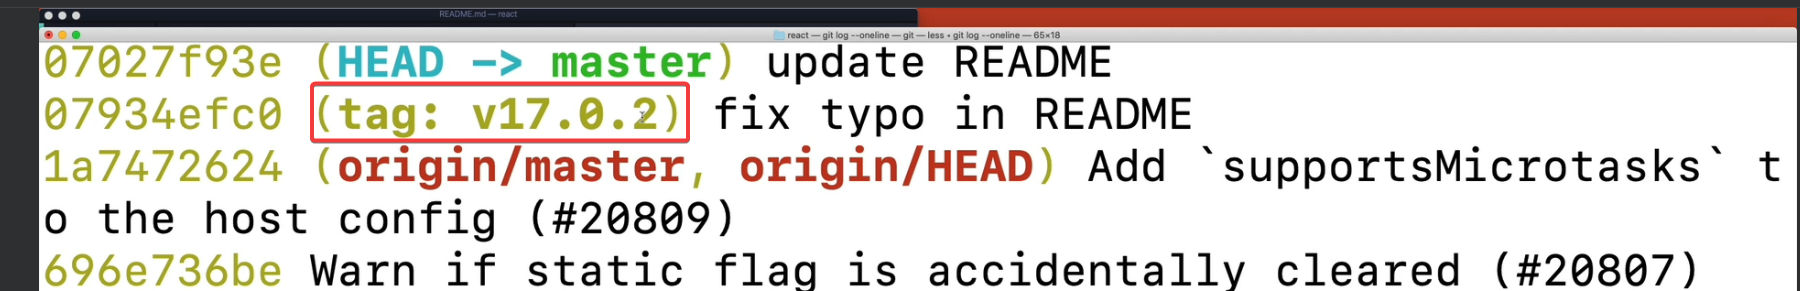 README.md — react
react — git log --oneline — git — less • git log --oneline — 65×18
07027f93e (HEAD -> master) update README
07934efc0 (tag: v17.0.2) fix typo in README
1a7472624 (origin/master, origin/HEAD) Add `supportsMicrotasks` t
o the host config (#20809)
696e736be Warn if static flag is accidentally cleared (#20807)